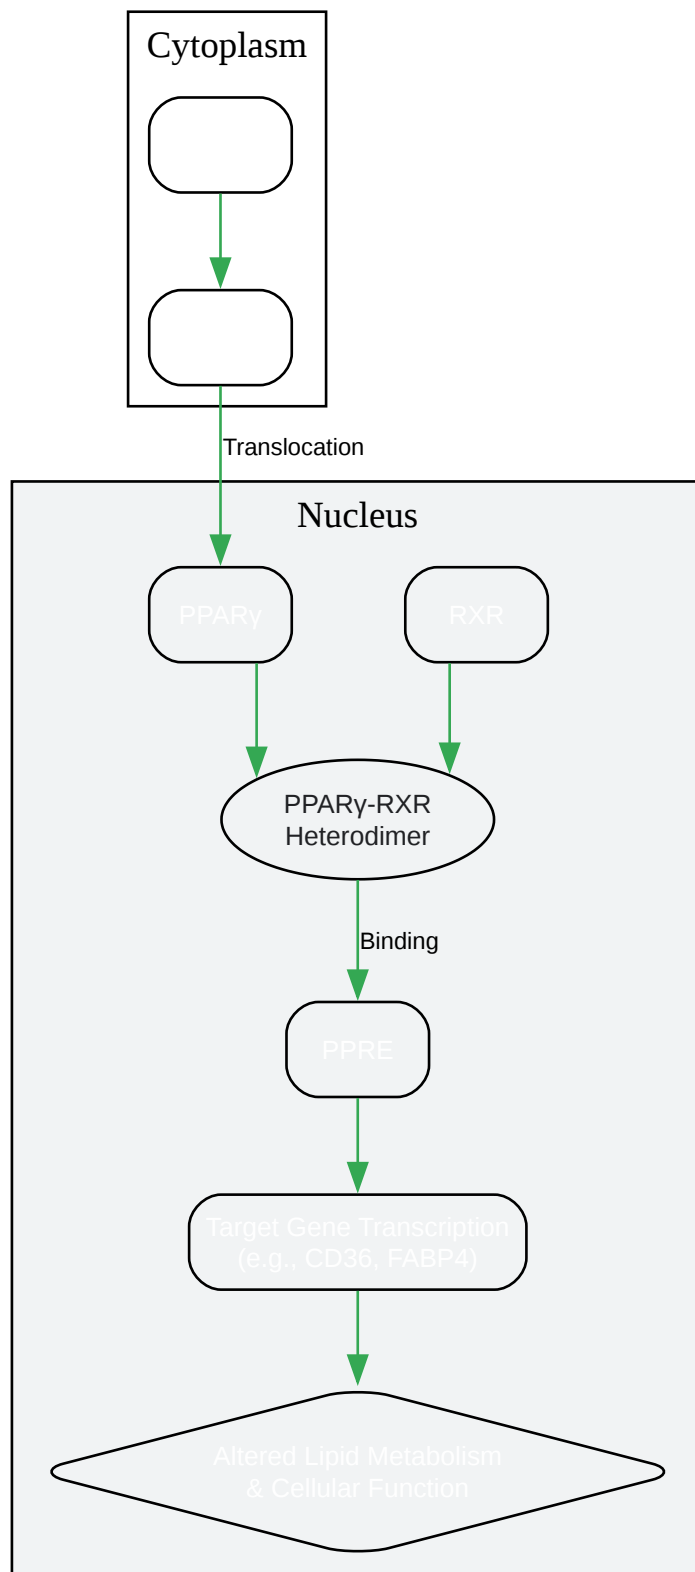 Cytoplasm
Translocation
Nucleus
PPARγ
RXR
PPARγ-RXR
Heterodimer
Binding
PPRE
Target Gene Transcription
(e.g., CD36, FABP4)
Altered Lipid Metabolism
& Cellular Function